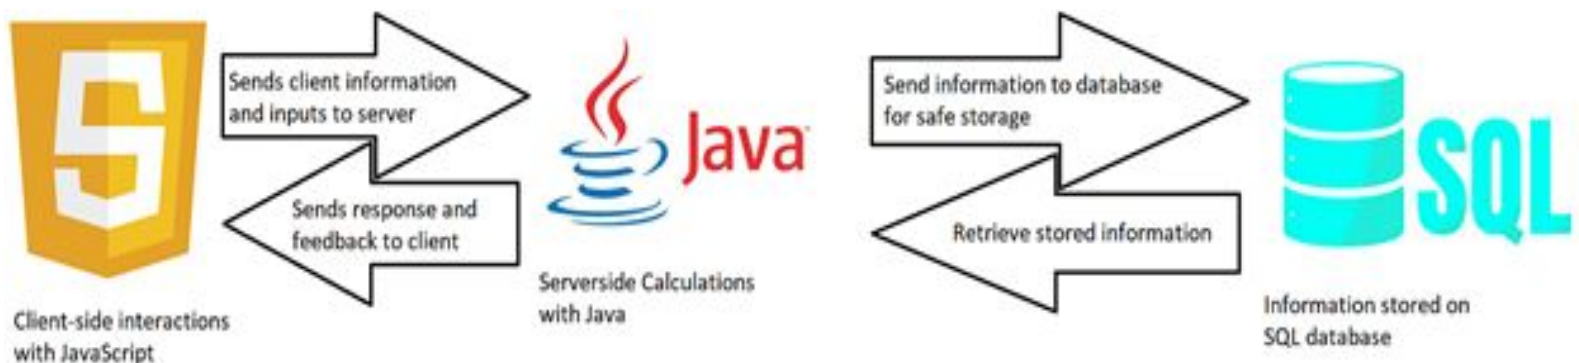 Sends client information
and inputs to server
Sends response and
feedback to client
Client-side interactions
with JavaScript
Java
Serverside Calculations
with Java
Send information to database
for safe storage
Retrieve stored information
SQL
Information stored on
SQL database